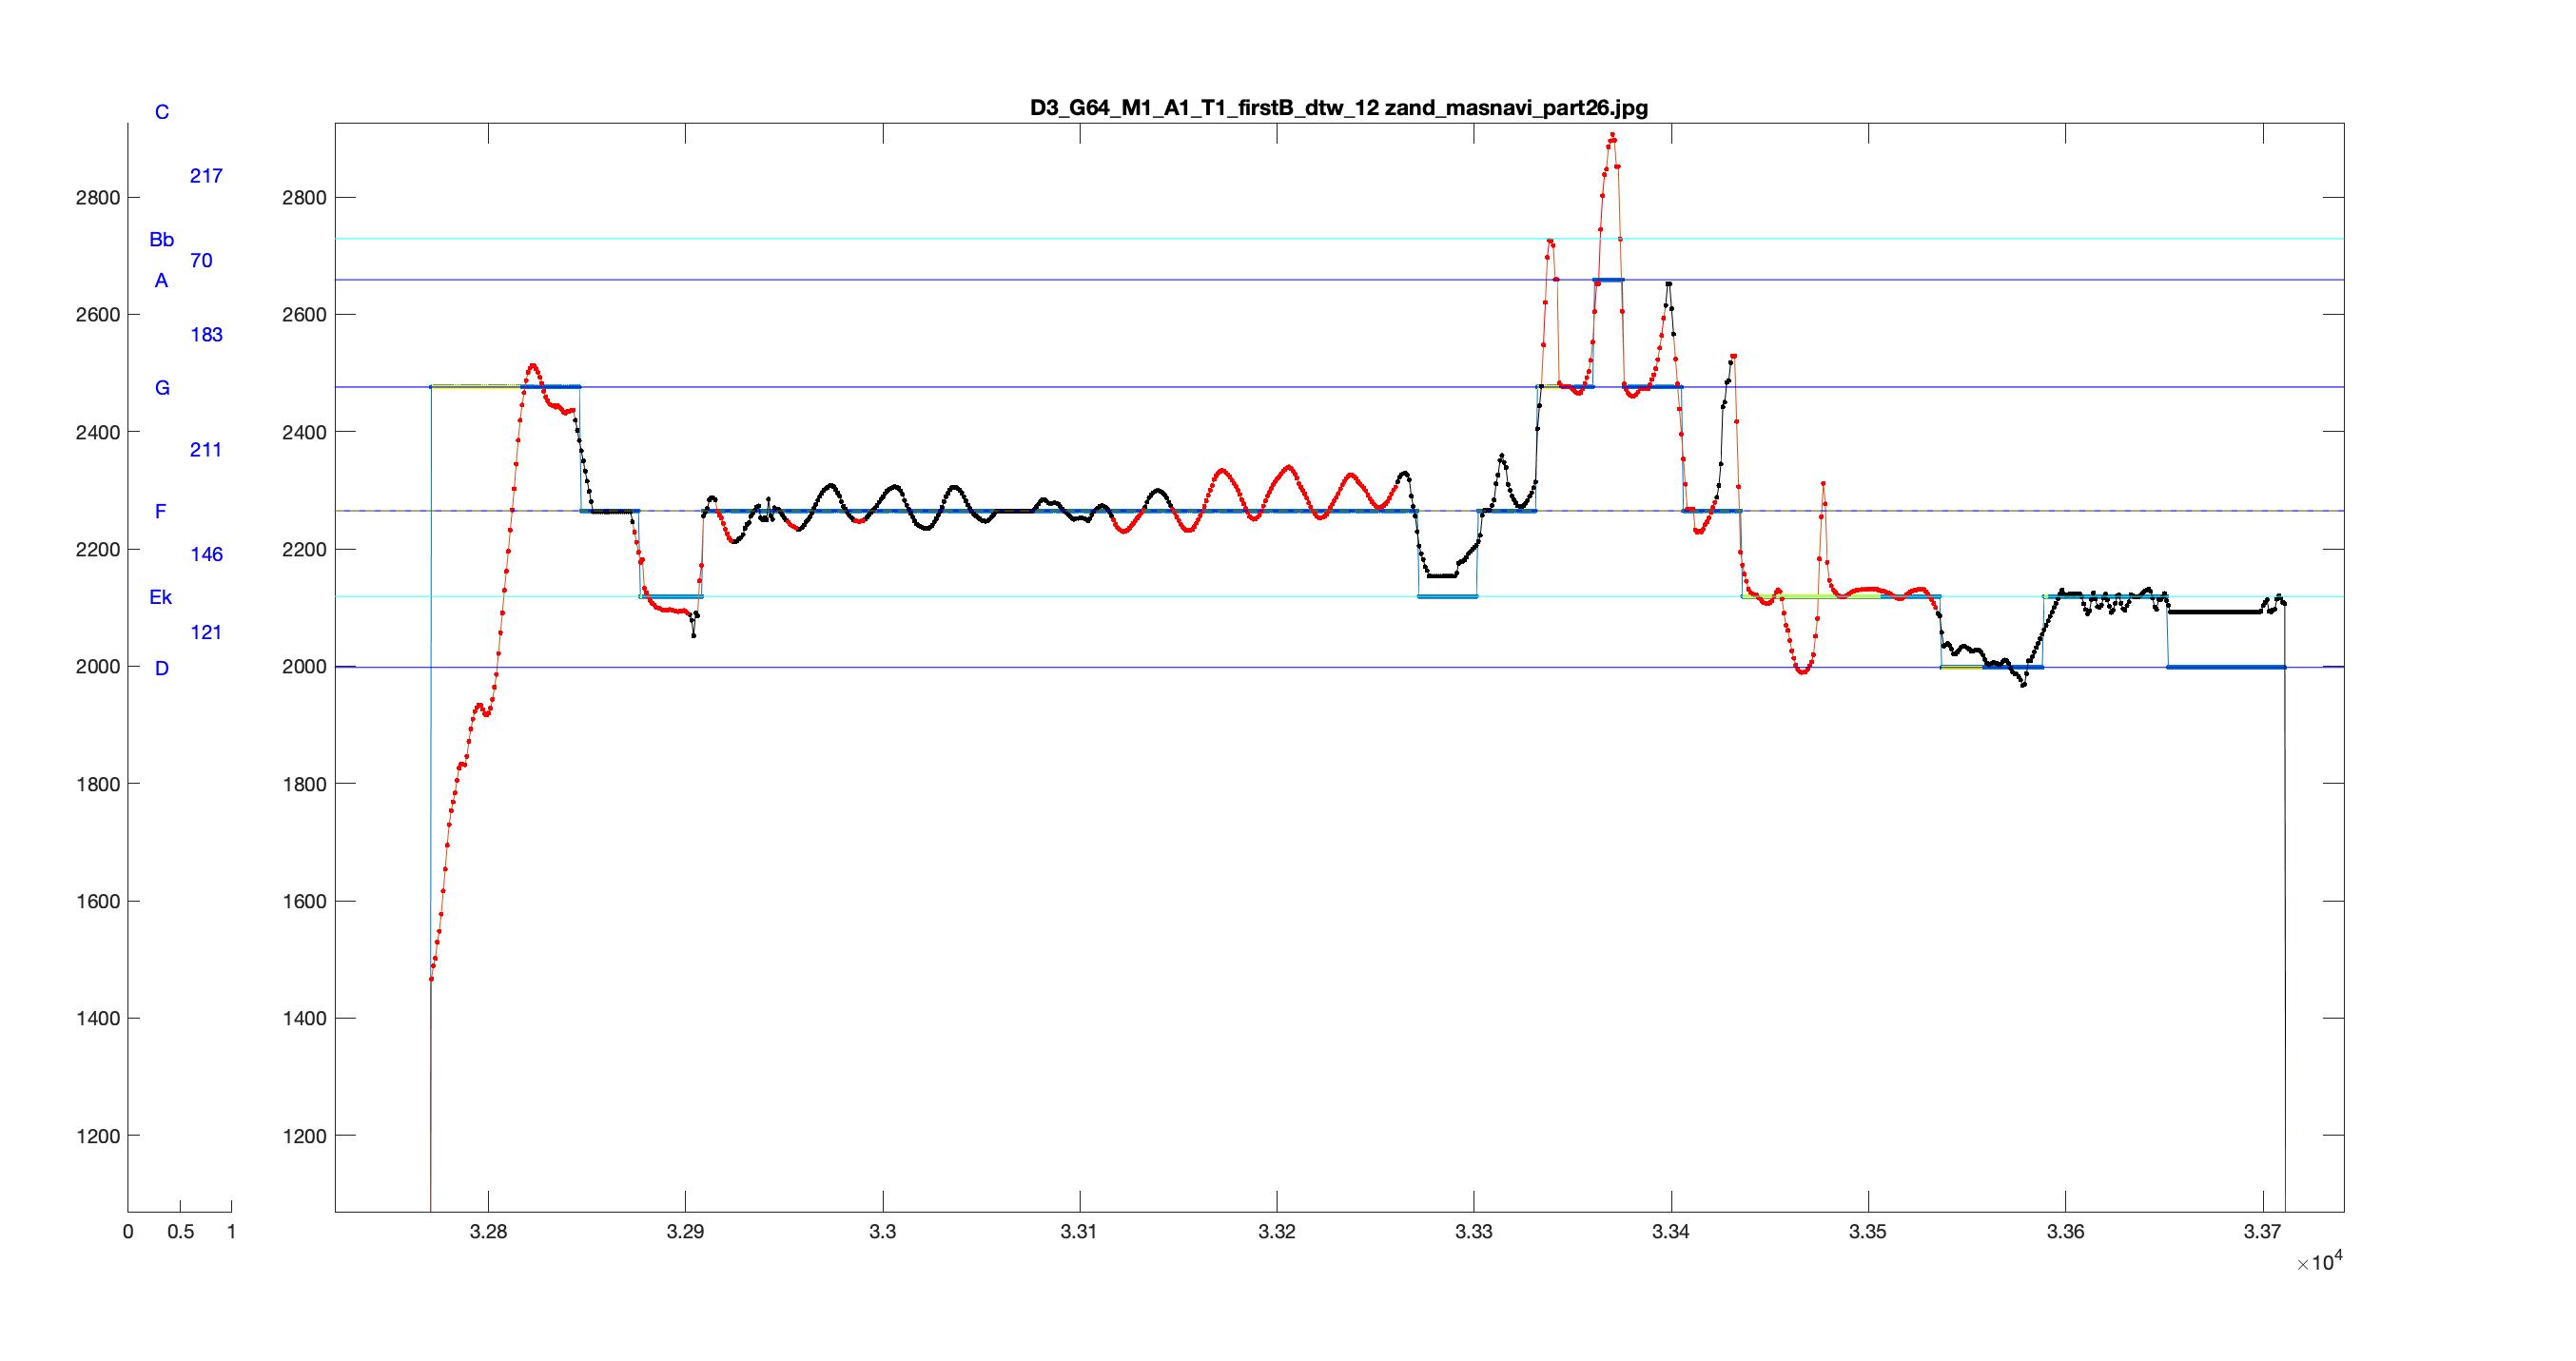 D3_G64_M1_A1_T1_firstB_dtw_12 zand_masnavi_part26.jpg
C
217
2800 2800
Bb
70
A
2600 2600
183
G
2400 2400
211
F
2200 2200
146
Ek
121
2000 2000
D
1800 1800
1600 1600
1400 1400
1200 1200
0 0.5 1 3.28 3.29 3.3 3.31 3.32 3.33 3.34 3.35 3.36 3.37
×10^4